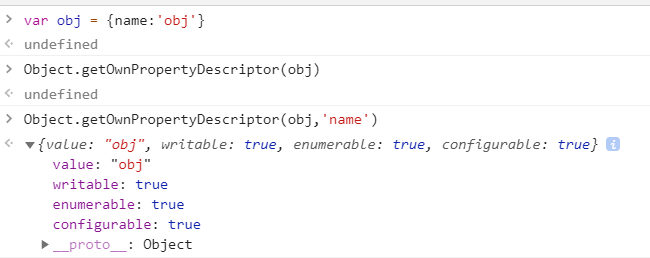 var obj = {name:'obj'}
undefined
Object.getOwnPropertyDescriptor(obj)
undefined
Object.getOwnPropertyDescriptor(obj,'name')
{value: "obj", writable: true, enumerable: true, configurable: true}
value: "obj"
writable: true
enumerable: true
configurable: true
__proto__: Object